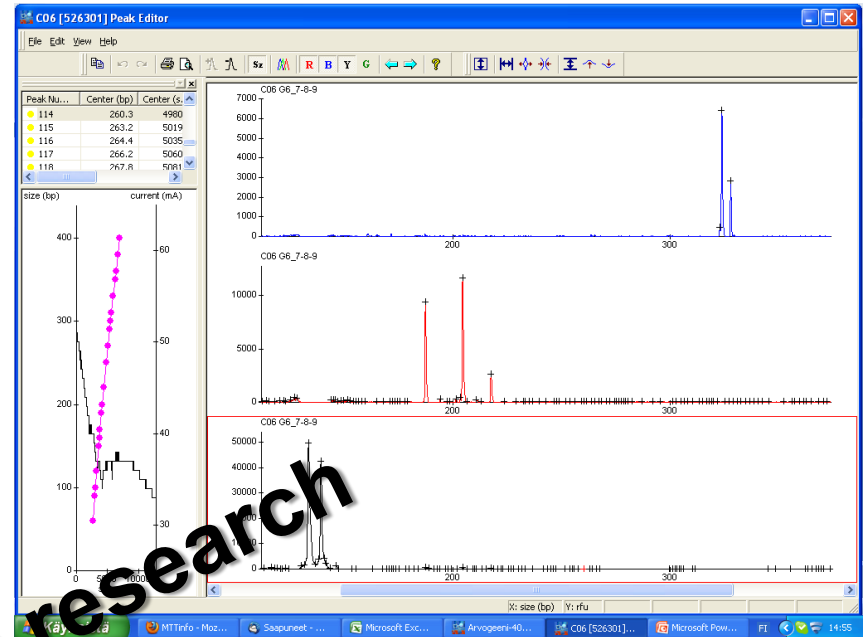 C06 [526301] Peak Editor
File Edit View Help
Sz R B Y G
Peak Nu... Center (bp) Center (s.
114 260.3 4980
115 263.2 5019
116 264.4 5035
117 266.2 5060
118 267.8 5081
size (bp) current (mA)
400
300
200
100
0
60
50
40
30
0
C06 G6_7-8-9
7000
6000
5000
4000
3000
2000
1000
0
200 300
C06 G6_7-8-9
10000
5000
0
200 300
C06 G6_7-8-9
50000
40000
30000
0
200 300
research
X: size (bp) Y: rfu
MTTinfo - Moz...
Saapuneet - ...
Microsoft Exc...
Arvogeeni-40...
C06 [526301]...
Microsoft Pow...
FI
14:55